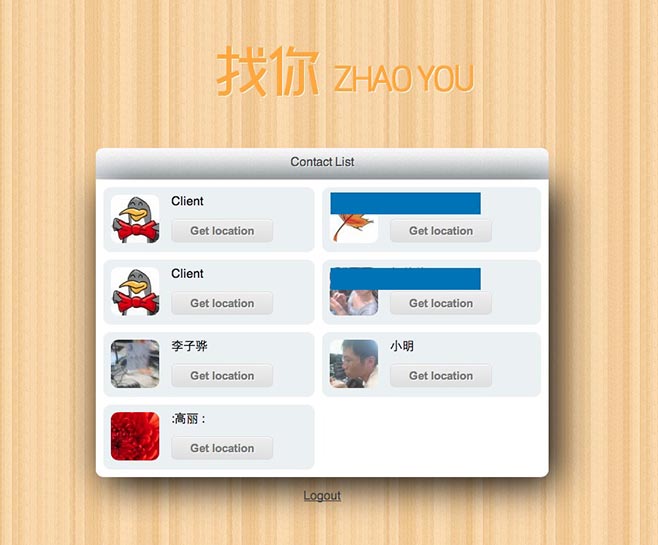 找你 ZHAO YOU
Contact List
Client
Get location
Get location
Client
Get location
Get location
李子骅
Get location
小明
Get location
:高丽 :
Get location
Logout